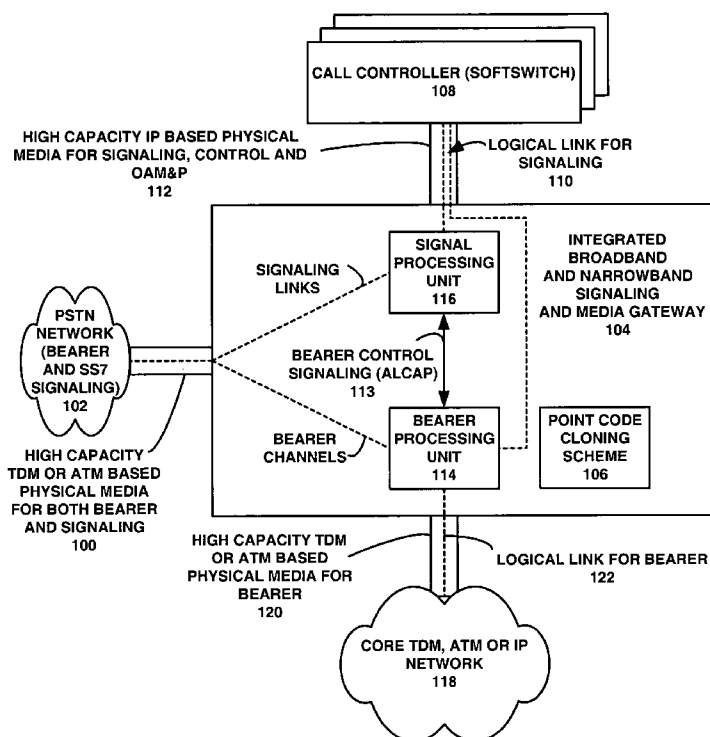 CALL CONTROLLER (SOFTSWITCH)
108
HIGH CAPACITY IP BASED PHYSICAL
MEDIA FOR SIGNALING, CONTROL AND
OAM&P
112
LOGICAL LINK FOR
SIGNALING
110
SIGNAL
PROCESSING
UNIT
116
INTEGRATED
BROADBAND
AND NARROWBAND
SIGNALING
AND MEDIA GATEWAY
104
SIGNALING
LINKS
PSTN
NETWORK
(BEARER
AND SS7
SIGNALING)
102
BEARER CONTROL
SIGNALING (ALCAP)
113
BEARER
CHANNELS
BEARER
PROCESSING
UNIT
114
POINT CODE
CLONING
SCHEME
106
HIGH CAPACITY
TDM OR ATM BASED
PHYSICAL MEDIA
FOR BOTH BEARER
AND SIGNALING
100
HIGH CAPACITY TDM
OR ATM BASED
PHYSICAL MEDIA FOR
BEARER
120
LOGICAL LINK FOR BEARER
122
CORE TDM, ATM OR IP
NETWORK
118